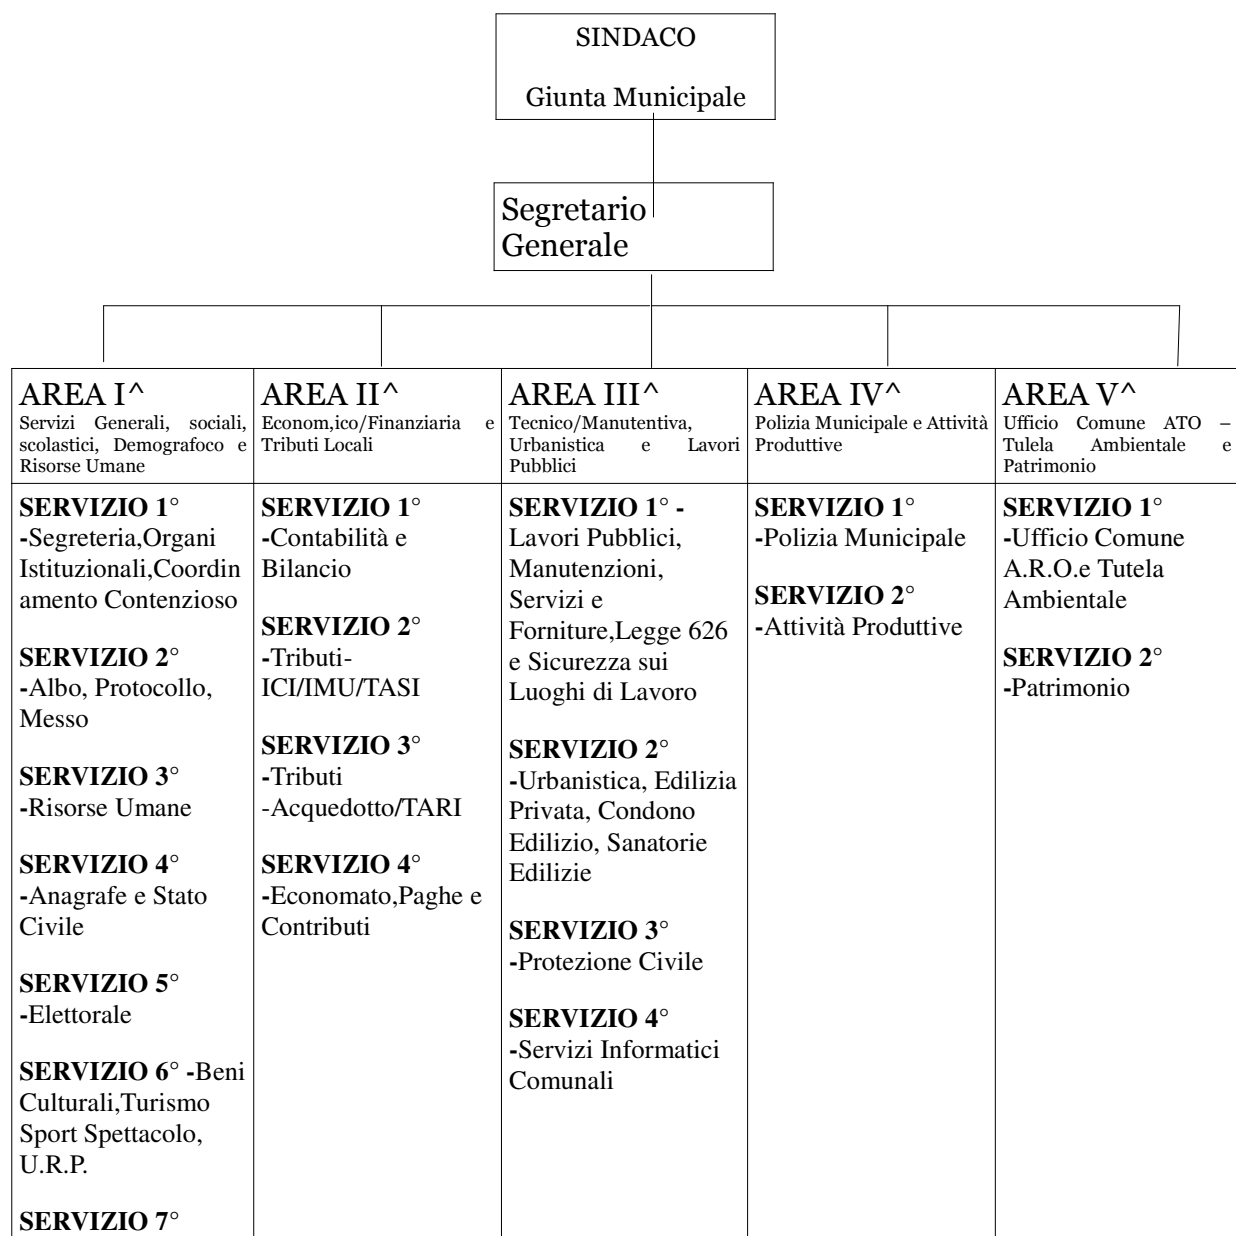 SINDACO
Giunta Municipale
Segretario
Generale
AREA I^
Servizi Generali, sociali,
scolastici, Demografoco e
Risorse Umane
AREA II^
Econom,ico/Finanziaria e
Tributi Locali
AREA III^
Tecnico/Manutentiva,
Urbanistica e Lavori
Pubblici
AREA IV^
Polizia Municipale e Attività
Produttive
AREA V^
Ufficio Comune ATO –
Tulela Ambientale e
Patrimonio
SERVIZIO 1°
-Segreteria,Organi
Istituzionali,Coordin
amento Contenzioso
SERVIZIO 2°
-Albo, Protocollo,
Messo
SERVIZIO 3°
-Risorse Umane
SERVIZIO 4°
-Anagrafe e Stato
Civile
SERVIZIO 5°
-Elettorale
SERVIZIO 6° -Beni
Culturali,Turismo
Sport Spettacolo,
U.R.P.
SERVIZIO 7°
SERVIZIO 1°
-Contabilità e
Bilancio
SERVIZIO 2°
-Tributi-
ICI/IMU/TASI
SERVIZIO 3°
-Tributi
-Acquedotto/TARI
SERVIZIO 4°
-Economato,Paghe e
Contributi
SERVIZIO 1° -
Lavori Pubblici,
Manutenzioni,
Servizi e
Forniture,Legge 626
e Sicurezza sui
Luoghi di Lavoro
SERVIZIO 2°
-Urbanistica, Edilizia
Privata, Condono
Edilizio, Sanatorie
Edilizie
SERVIZIO 3°
-Protezione Civile
SERVIZIO 4°
-Servizi Informatici
Comunali
SERVIZIO 1°
-Polizia Municipale
SERVIZIO 2°
-Attività Produttive
SERVIZIO 1°
-Ufficio Comune
A.R.O.e Tutela
Ambientale
SERVIZIO 2°
-Patrimonio